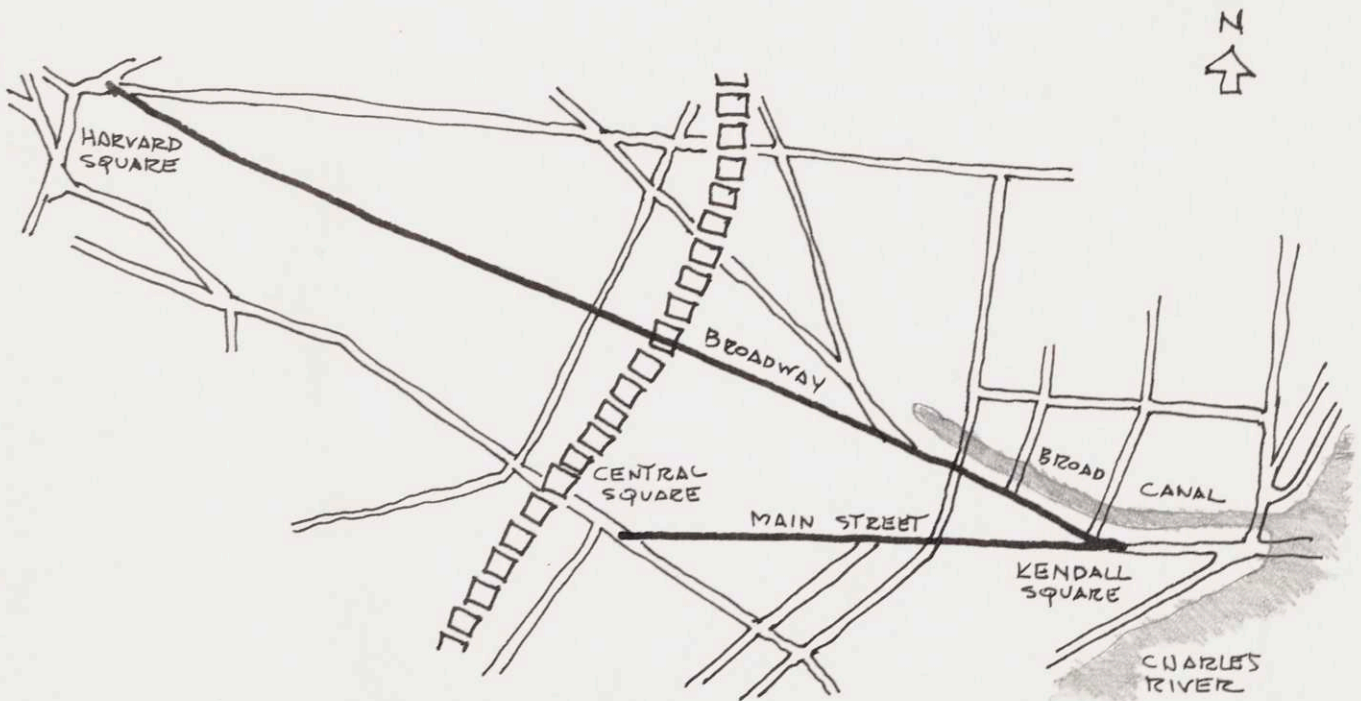 N
HARVARD
SQUARE
BROADWAY
CENTRAL
SQUARE
BROAD
CANAL
MAIN STREET
KENDALL
SQUARE
CHARLES
RIVER